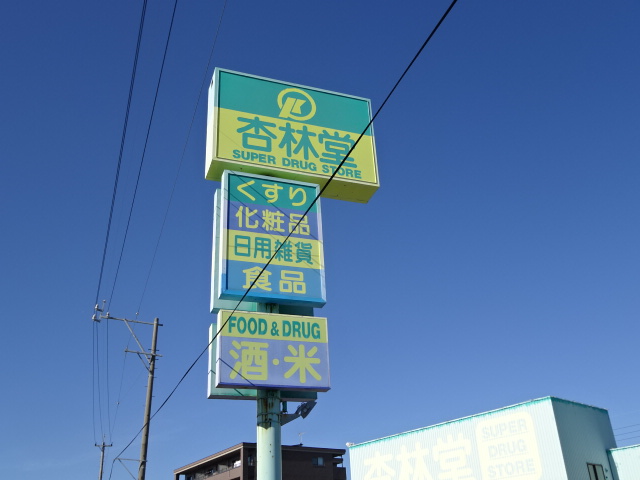 杏林堂
SUPER DRUG STORE
くすり
化粧品
日用雑貨
食品
FOOD & DRUG
酒・米
杏林堂
SUPER
DRUG
STORE